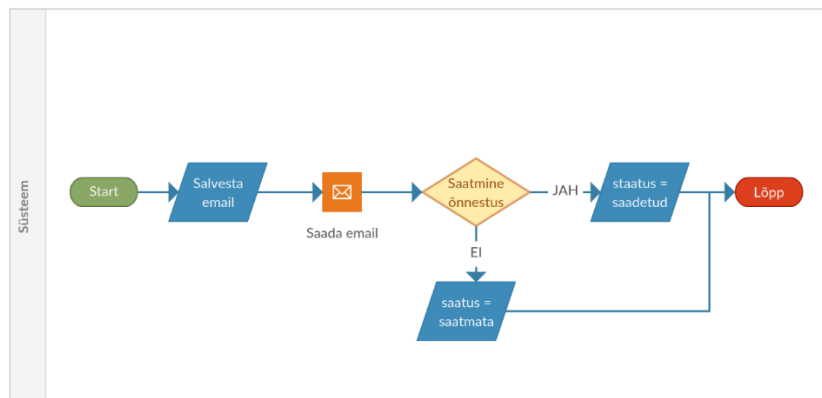 Süsteem
Start
Salvesta
email
Saada email
Saatmine
õnnestus
JAH
staatus =
saadetud
Lõpp
EI
saatus =
saatmata